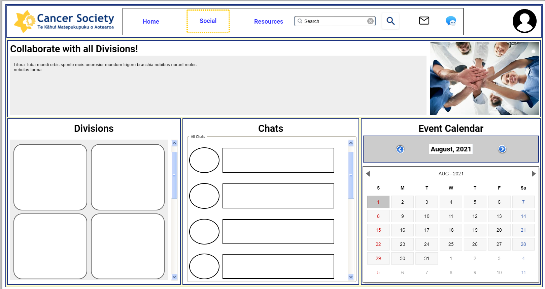 Cancer Society
Te Kāhui Matepukupuku o Aotearoa
Home
Social
Resources
Search
Collaborate with all Divisions!
Divisions
Chats
Event Calendar
August, 2021
AUG, 2021
S M T W T F S
1 2 3 4 5 6 7
8 9 10 11 12 13 14
15 16 17 18 19 20 21
22 23 24 25 26 27 28
29 30 31 1 2 3 4
5 6 7 8 9 10 11